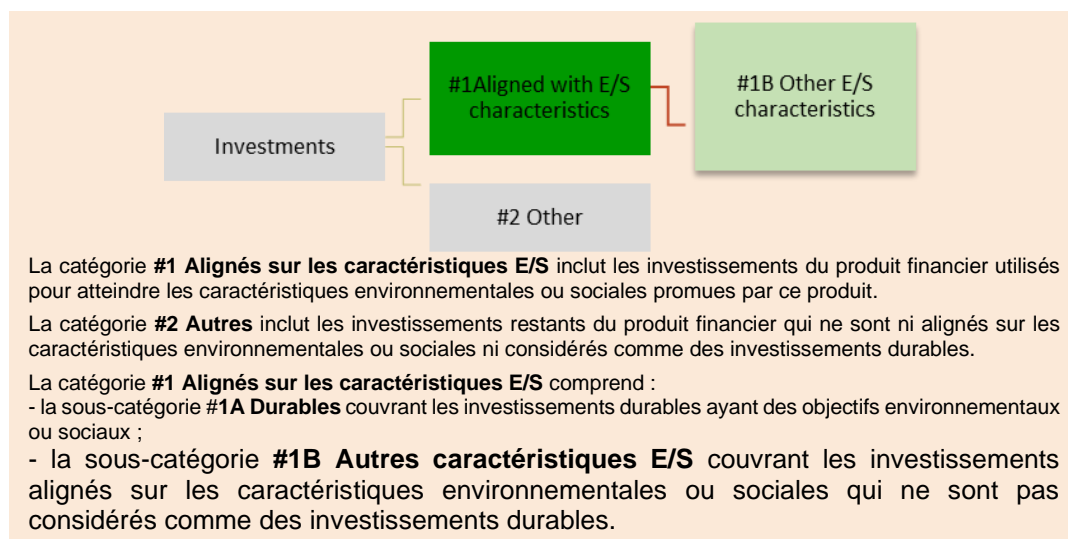 #1Aligned with E/S
characteristics
#1B Other E/S
characteristics
Investments
#2 Other
La catégorie #1 Alignés sur les caractéristiques E/S inclut les investissements du produit financier utilisés
pour atteindre les caractéristiques environnementales ou sociales promues par ce produit.
La catégorie #2 Autres inclut les investissements restants du produit financier qui ne sont ni alignés sur les
caractéristiques environnementales ou sociales ni considérés comme des investissements durables.
La catégorie #1 Alignés sur les caractéristiques E/S comprend :
- la sous-catégorie #1A Durables couvrant les investissements durables ayant des objectifs environnementaux
ou sociaux ;
- la sous-catégorie #1B Autres caractéristiques E/S couvrant les investissements
alignés sur les caractéristiques environnementales ou sociales qui ne sont pas
considérés comme des investissements durables.